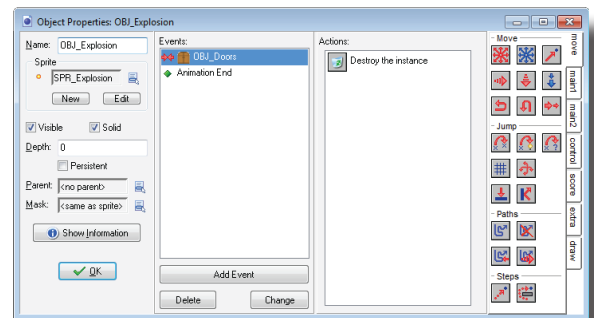 Object Properties: OBJ_Explosion
Name: OBJ_Explosion
Sprite
SPR_Explosion
New Edit
Visible Solid
Depth: 0
Persistent
Parent: <no parent>
Mask: <same as sprite>
Show Information
OK
Events:
OBJ_Doors
Animation End
Add Event
Delete Change
Actions:
Destroy the instance
Move
Jump
Paths
Steps
move
main1
main2
control
score
extra
draw